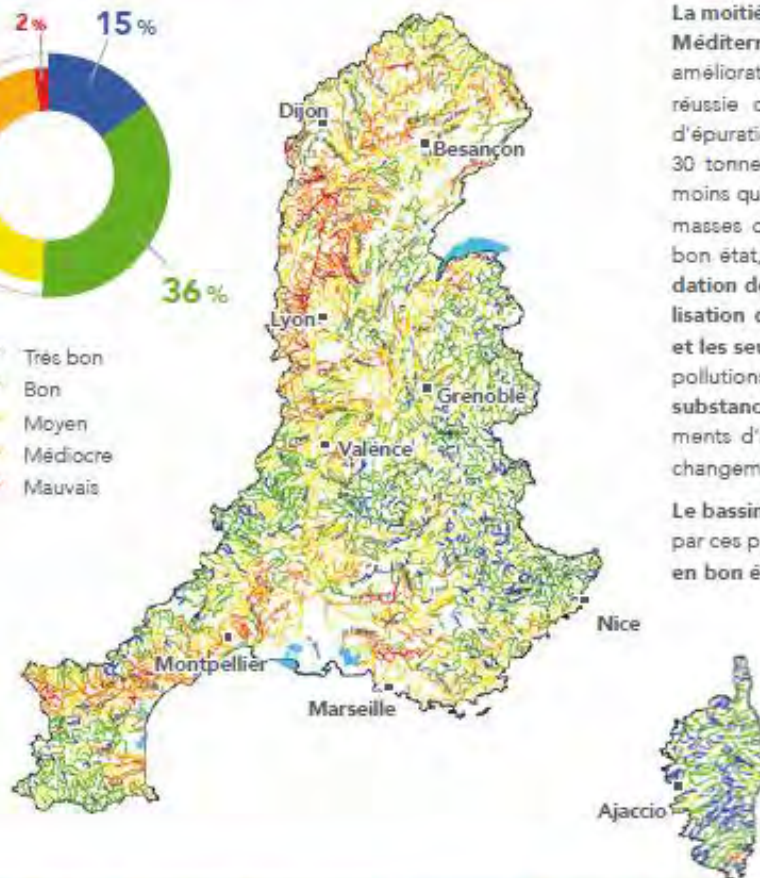 2 %
15 %
36 %
Très bon
Bon
Moyen
Médiocre
Mauvais
Dijon
Besançon
Lyon
Grenoble
Valence
Montpellier
Marseille
Nice
Ajaccio
La moitié
Méditerr
améliorat
réussie
d'épurati
30 tonne
moins qu
masses
bon état,
dation de
lisation
et les seu
pollutions
substanc
ments d'
changem
Le bassin
par ces p
en bon é